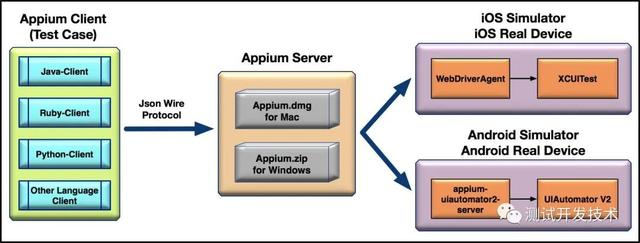 Appium Client
(Test Case)
Java-Client
Ruby-Client
Python-Client
Other Language
Client
Json Wire
Protocol
Appium Server
Appium.dmg
for Mac
Appium.zip
for Windows
iOS Simulator
iOS Real Device
WebDriverAgent
XCUITest
Android Simulator
Android Real Device
appium-
uiautomator2-
server
UIAutomator V2
测试开发技术